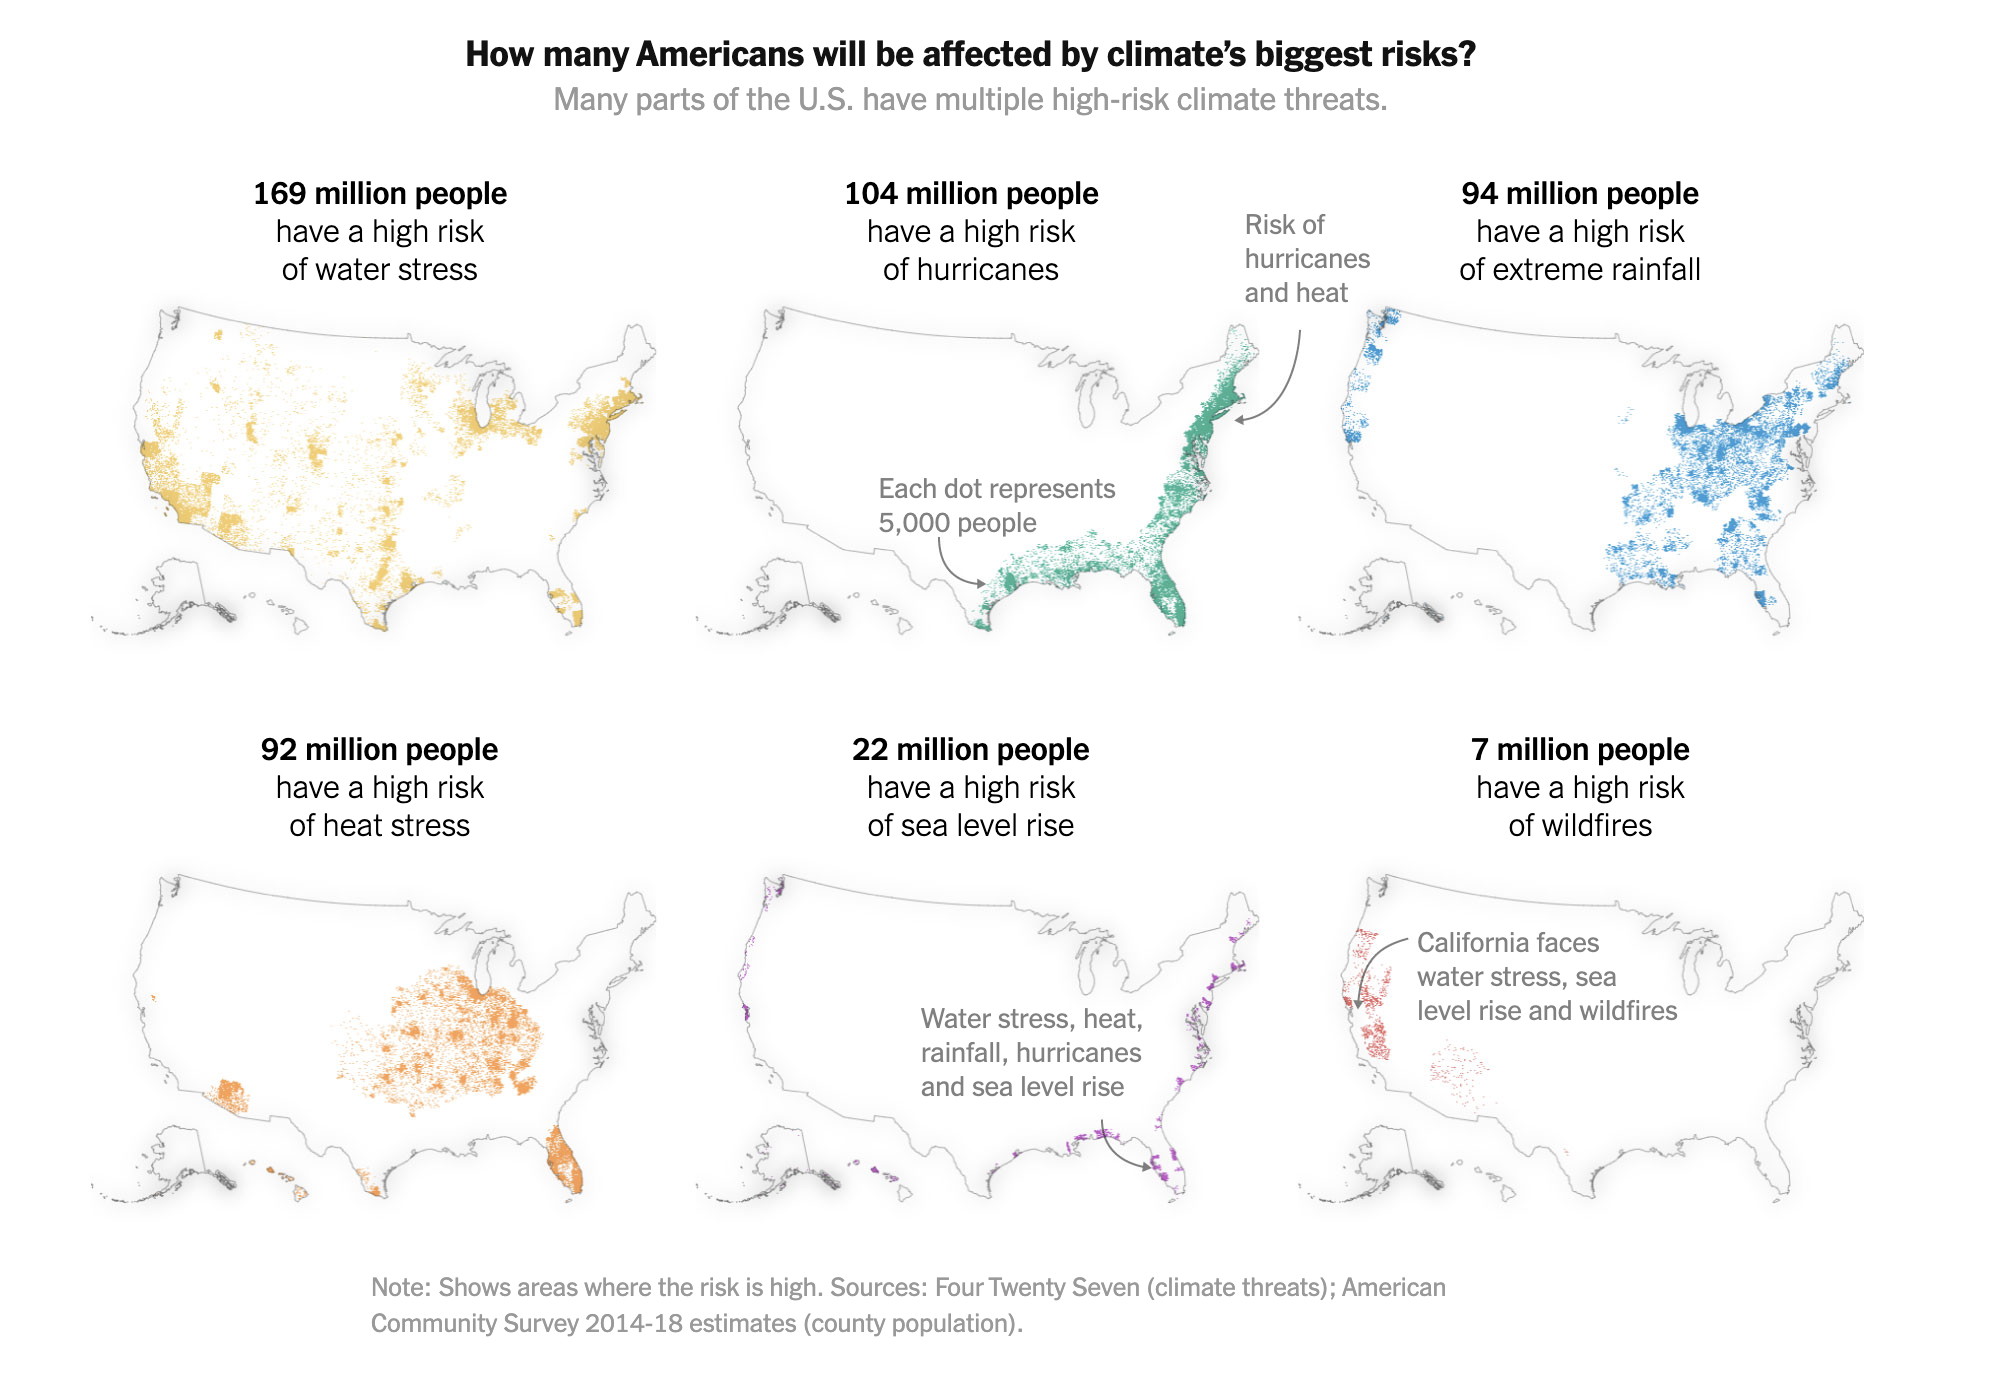 How many Americans will be affected by climate’s biggest risks?
Many parts of the U.S. have multiple high-risk climate threats.
169 million people
have a high risk
of water stress
104 million people
have a high risk
of hurricanes
Risk of
hurricanes
and heat
94 million people
have a high risk
of extreme rainfall
Each dot represents
5,000 people
92 million people
have a high risk
of heat stress
22 million people
have a high risk
of sea level rise
7 million people
have a high risk
of wildfires
Water stress, heat,
rainfall, hurricanes
and sea level rise
California faces
water stress, sea
level rise and wildfires
Note: Shows areas where the risk is high. Sources: Four Twenty Seven (climate threats); American
Community Survey 2014-18 estimates (county population).